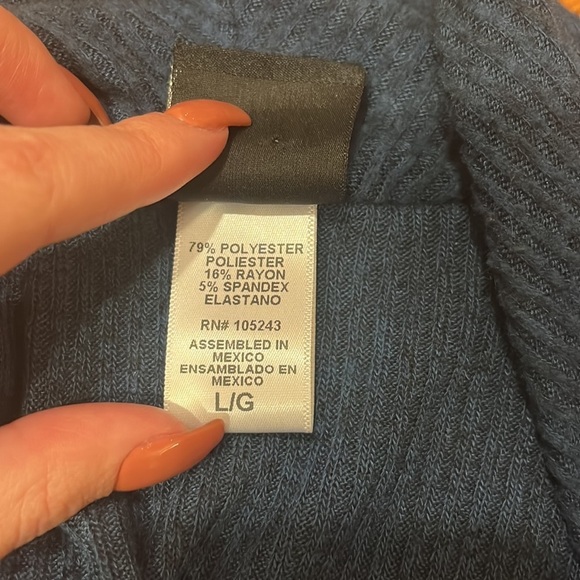 79% POLYESTER
POLIESTER
16% RAYON
5% SPANDEX
ELASTANO
RN# 105243
ASSEMBLED IN
MEXICO
ENSAMBLADO EN
MEXICO
L/G